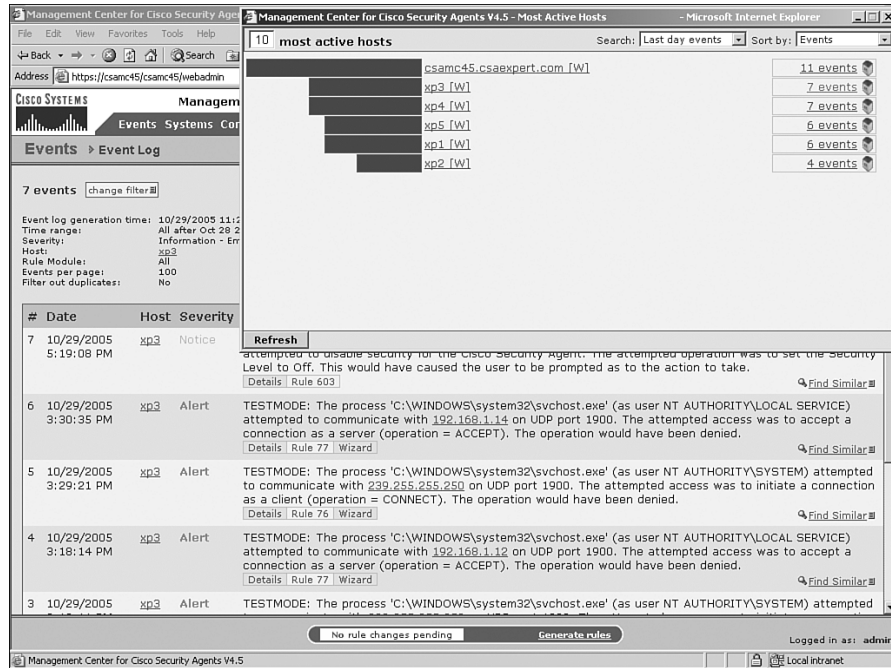 Management Center for Cisco Security Age
File Edit View Favorites Tools Help
Back Search
Address https://csamc45/csamc45/webadmin
CISCO SYSTEMS
Managem
Events Systems Con
Events > Event Log
7 events change filter
Event log generation time: 10/29/2005 11:2
Time range: All after Oct 28 2
Severity: Information - Em
Host: xp3
Rule Module: All
Events per page: 100
Filter out duplicates: No
Management Center for Cisco Security Agents V4.5 - Most Active Hosts - Microsoft Internet Explorer
10 most active hosts Search: Last day events Sort by: Events
csamc45.csaexpert.com [W] 11 events
xp3 [W] 7 events
xp4 [W] 7 events
xp5 [W] 6 events
xp1 [W] 6 events
xp2 [W] 4 events
Refresh
# Date Host Severity
7 10/29/2005 5:19:08 PM xp3 Notice
attempted to disable security for the Cisco Security Agent. The attempted operation was to set the Security
Level to Off. This would have caused the user to be prompted as to the action to take.
Details Rule 603 Find Similar
6 10/29/2005 3:30:35 PM xp3 Alert
TESTMODE: The process 'C:\WINDOWS\system32\svchost.exe' (as user NT AUTHORITY\LOCAL SERVICE)
attempted to communicate with 192.168.1.14 on UDP port 1900. The attempted access was to accept a
connection as a server (operation = ACCEPT). The operation would have been denied.
Details Rule 77 Wizard Find Similar
5 10/29/2005 3:29:21 PM xp3 Alert
TESTMODE: The process 'C:\WINDOWS\system32\svchost.exe' (as user NT AUTHORITY\SYSTEM) attempted
to communicate with 239.255.255.250 on UDP port 1900. The attempted access was to initiate a connection
as a client (operation = CONNECT). The operation would have been denied.
Details Rule 76 Wizard Find Similar
4 10/29/2005 3:18:14 PM xp3 Alert
TESTMODE: The process 'C:\WINDOWS\system32\svchost.exe' (as user NT AUTHORITY\LOCAL SERVICE)
attempted to communicate with 192.168.1.12 on UDP port 1900. The attempted access was to accept a
connection as a server (operation = ACCEPT). The operation would have been denied.
Details Rule 77 Wizard Find Similar
3 10/29/2005 xp3 Alert
TESTMODE: The process 'C:\WINDOWS\system32\svchost.exe' (as user NT AUTHORITY\SYSTEM) attempted
No rule changes pending Generate rules
Logged in as: admin
Management Center for Cisco Security Agents V4.5 Local intranet